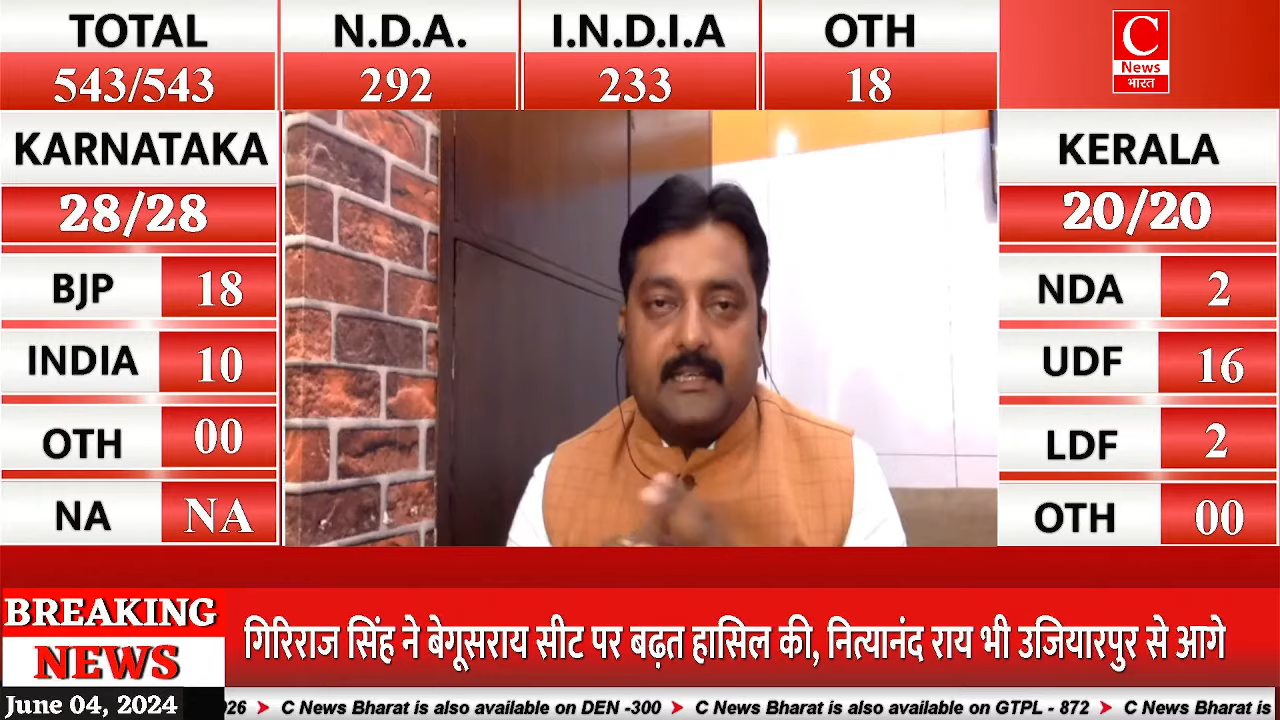 TOTAL
543/543
N.D.A.
292
I.N.D.I.A
233
OTH
18
C
News
भारत
KARNATAKA
28/28
BJP 18
INDIA 10
OTH 00
NA NA
KERALA
20/20
NDA 2
UDF 16
LDF 2
OTH 00
BREAKING
NEWS
गिरिराज सिंह ने बेगूसराय सीट पर बढ़त हासिल की, नित्यानंद राय भी उजियारपुर से आगे
June 04, 2024
26 C News Bharat is also available on DEN -300 C News Bharat is also available on GTPL - 872 C News Bharat is